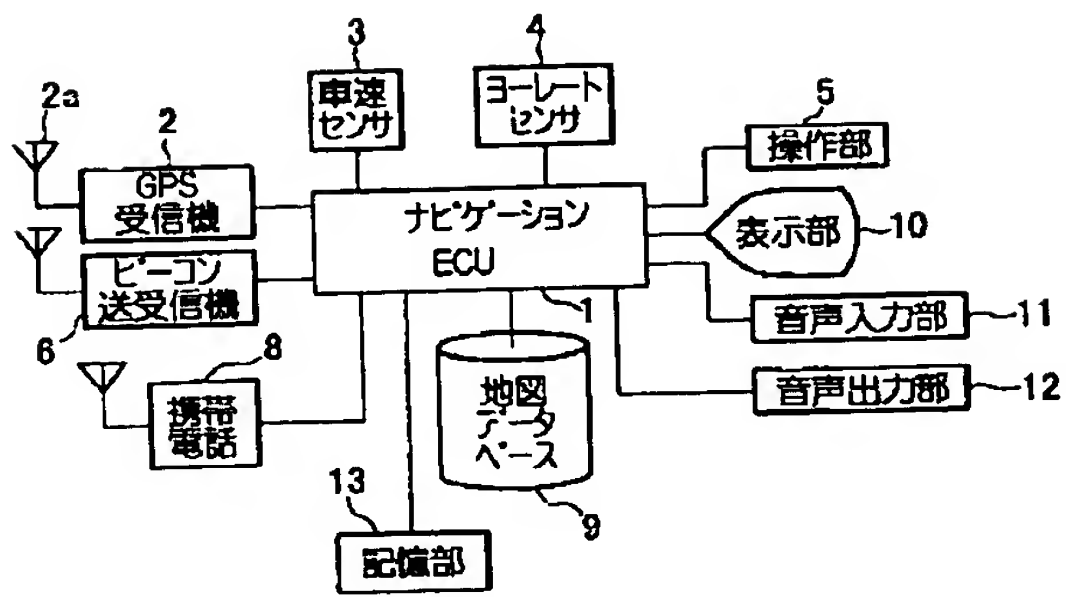 3
4
2a
2
5
車速
センサ
ヨーレート
センサ
操作部
GPS
受信機
ナビゲーション
ECU
表示部
10
ビーコン
送受信機
6
1
音声入力部
11
8
携帯
電話
地図
データ
ベース
音声出力部
12
13
9
記憶部